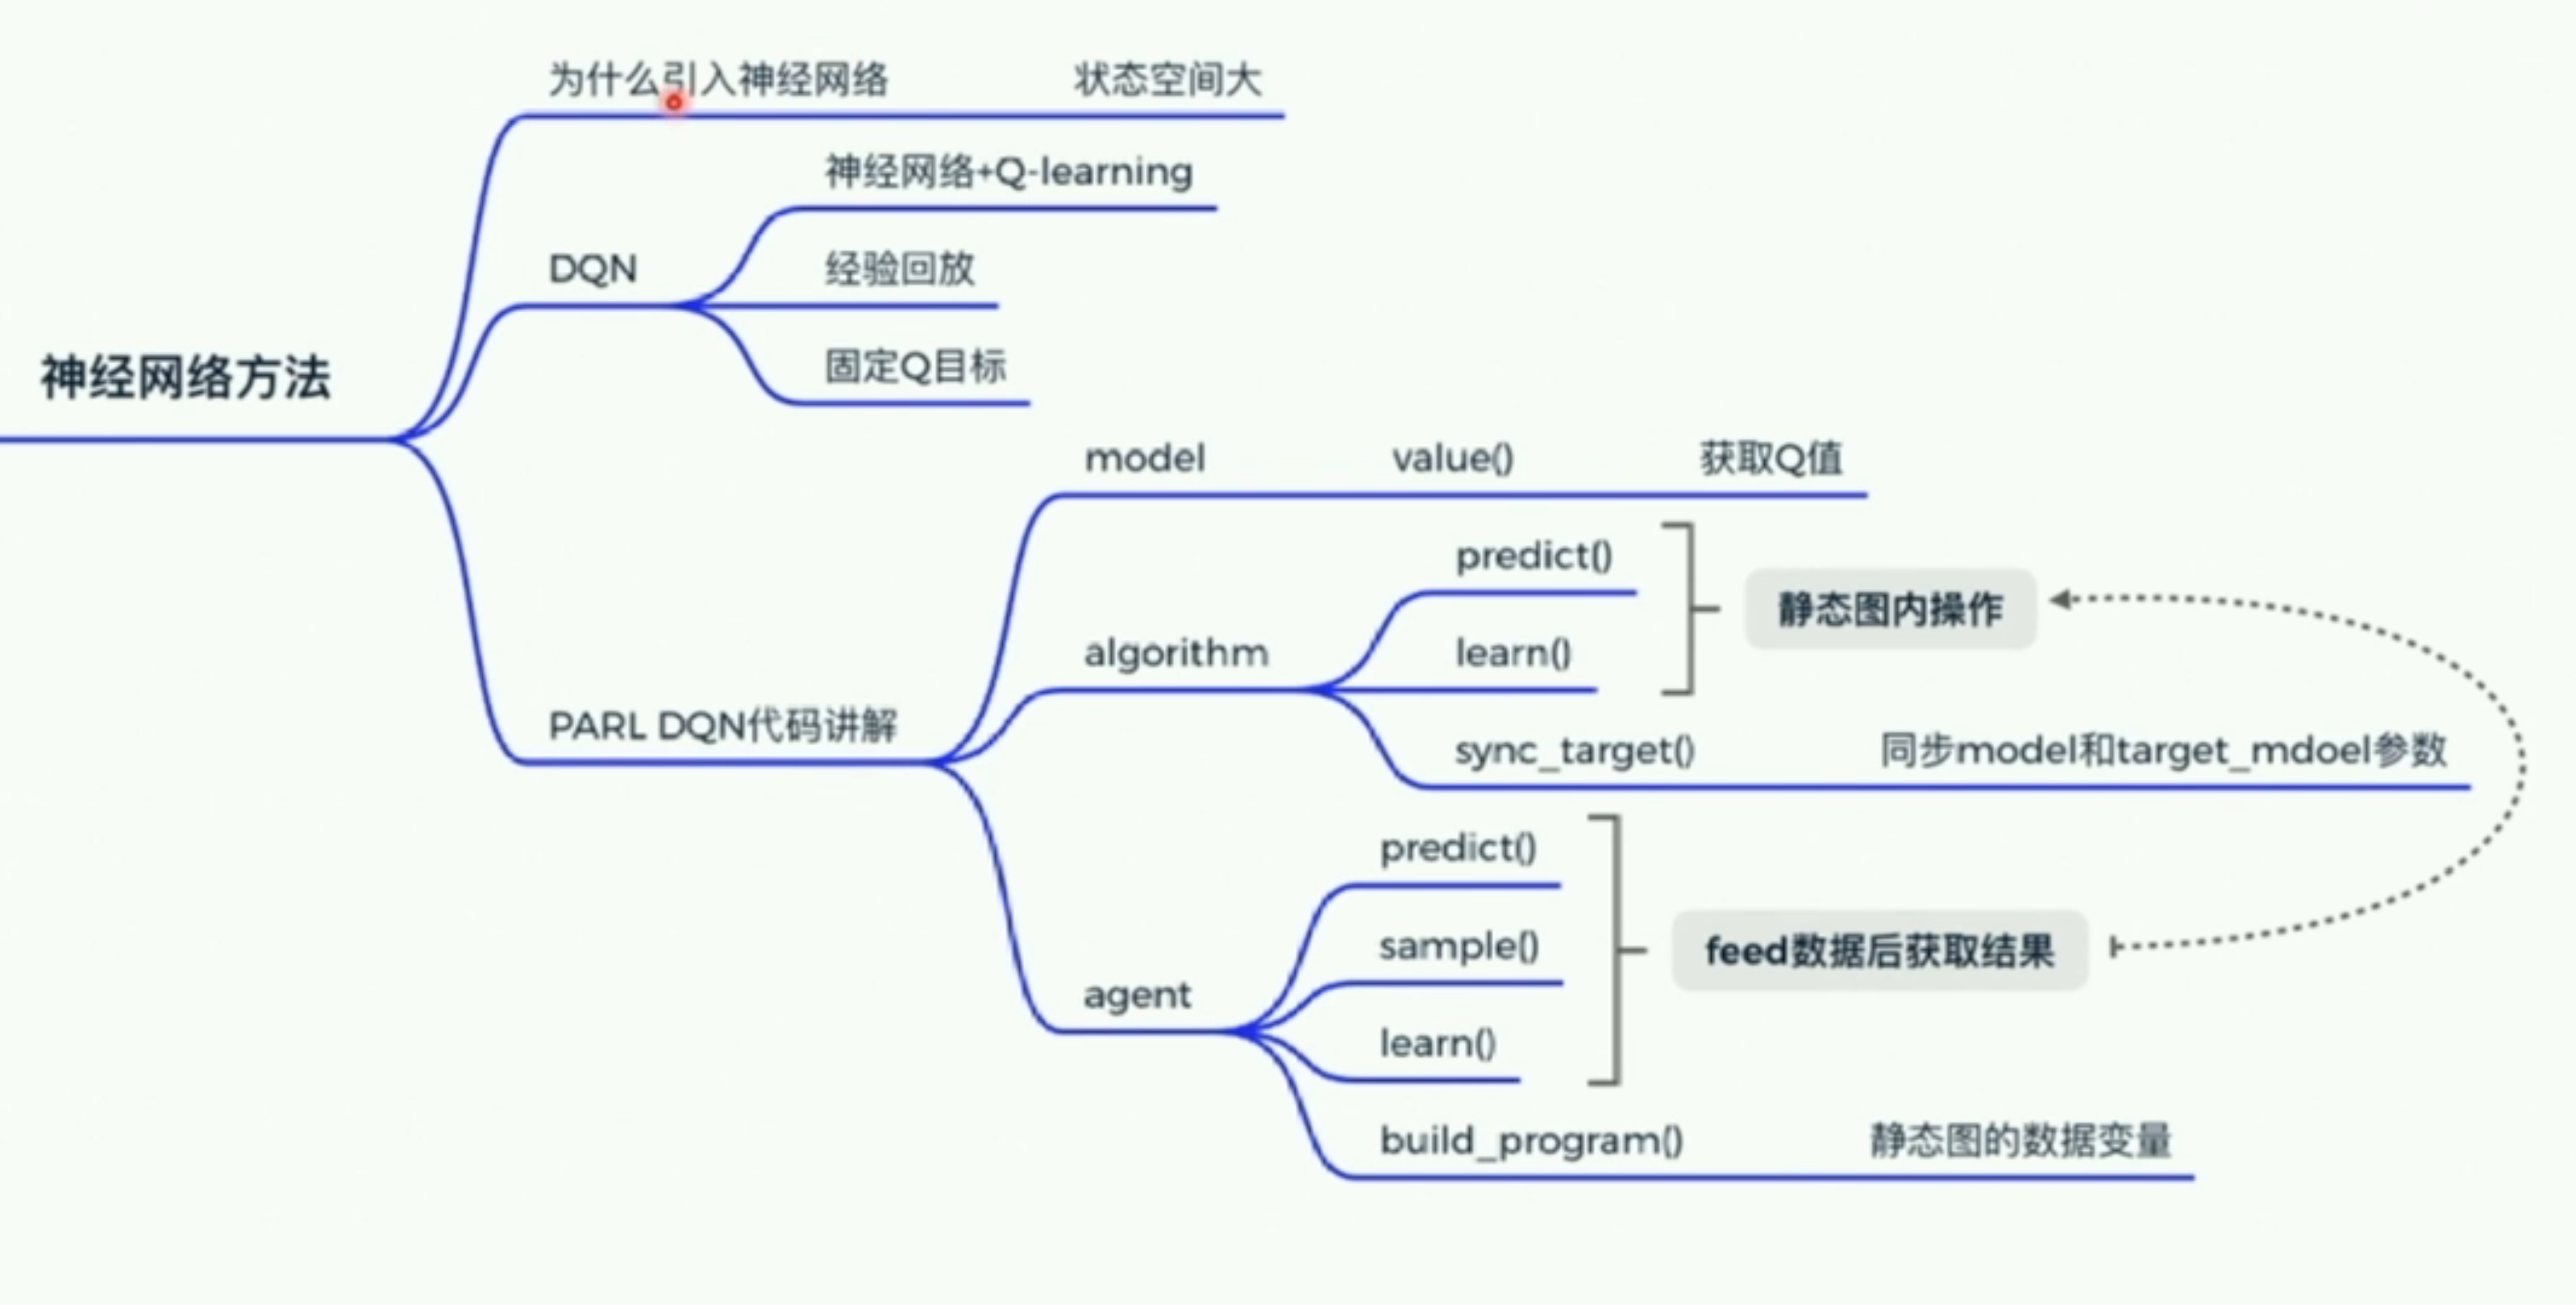 为什么引入神经网络 状态空间大
神经网络+Q-learning
DQN 经验回放
固定Q目标
神经网络方法
model value() 获取Q值
predict()
静态图内操作
algorithm learn()
PARL DQN代码讲解
sync_target() 同步model和target_mdoel参数
predict()
sample()
feed数据后获取结果
agent
learn()
build_program() 静态图的数据变量